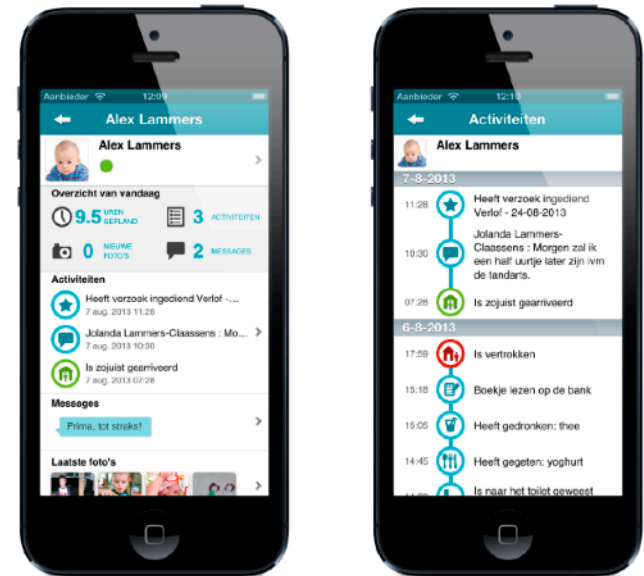 Aanbieder 12:09
Alex Lammers
Alex Lammers
Overzicht van vandaag
9.5 UREN GEPLAND
3 ACTIVITEITEN
0 NIEUWE FOTO'S
2 MESSAGES
Activiteiten
Heeft verzoek ingediend Verlof -...
7 aug. 2013 11:28
Jolanda Lammers-Claassens : Mo...
7 aug. 2013 10:30
Is zojuist gearriveerd
7 aug. 2013 07:28
Messages
Prima, tot straks!
Laatste foto's
Aanbieder 12:10
Activiteiten
Alex Lammers
7-8-2013
11:28 Heeft verzoek ingediend
Verlof - 24-08-2013
Jolanda Lammers-
10:30 Claassens : Morgen zal ik
een half uurtje later zijn ivm
de tandarts.
07:28 Is zojuist gearriveerd
6-8-2013
17:59 Is vertrokken
15:18 Boekje lezen op de bank
15:05 Heeft gedronken: thee
14:45 Heeft gegeten: yoghurt
Is naar het toilet geweest